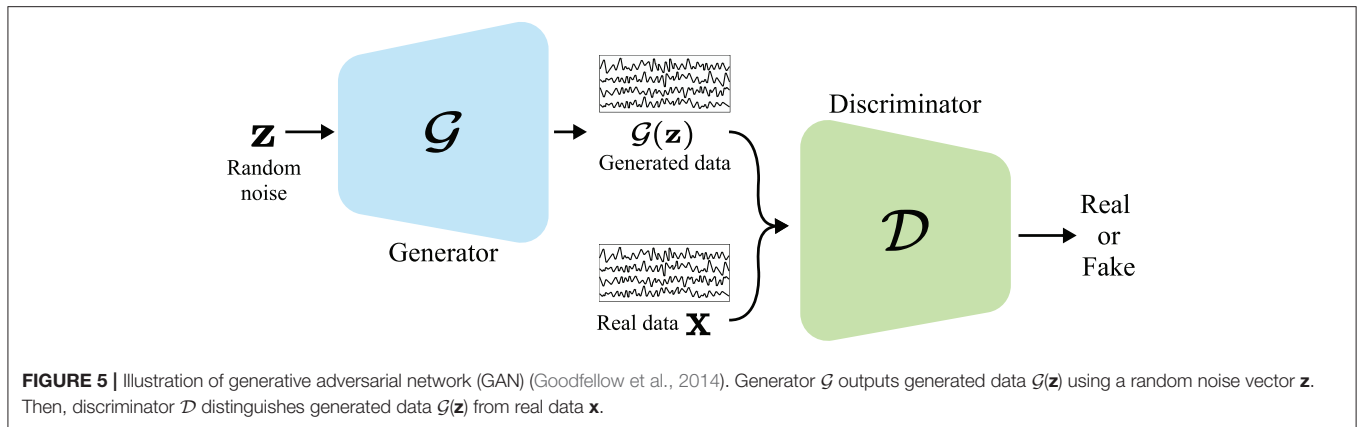 z
Random
noise
𝒢
Generator
𝒢(z)
Generated data
Real data x
Discriminator
𝒟
Real
or
Fake
FIGURE 5 | Illustration of generative adversarial network (GAN) (Goodfellow et al., 2014). Generator 𝒢 outputs generated data 𝒢(z) using a random noise vector z.
Then, discriminator 𝒟 distinguishes generated data 𝒢(z) from real data x.